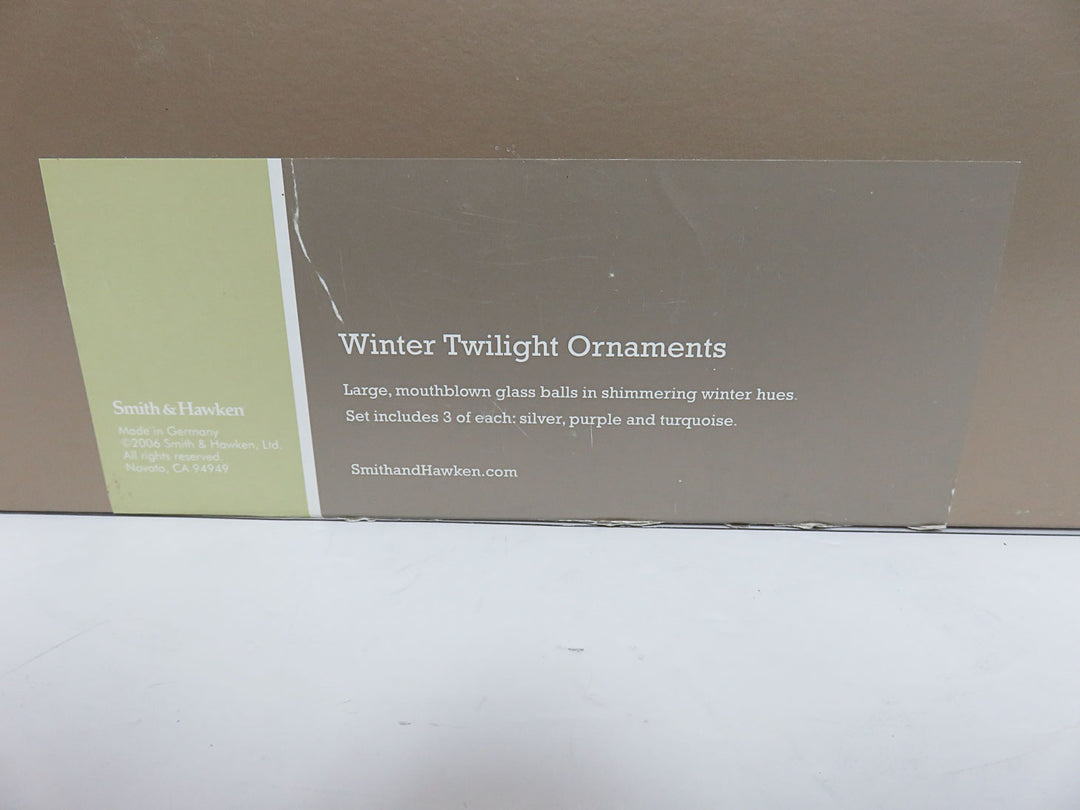 Smith & Hawken
Made in Germany
©2006 Smith & Hawken, Ltd.
All rights reserved.
Novato, CA 94949
Winter Twilight Ornaments
Large, mouthblown glass balls in shimmering winter hues.
Set includes 3 of each: silver, purple and turquoise.
SmithandHawken.com